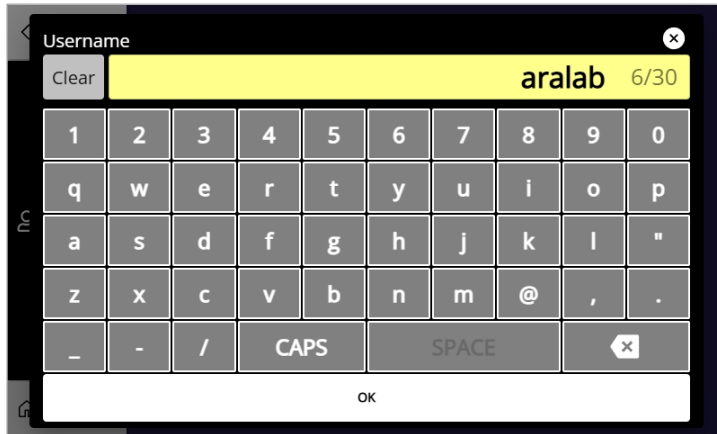 Username
Clear aralab 6/30
1 2 3 4 5 6 7 8 9 0
q w e r t y u i o p
a s d f g h j k l "
z x c v b n m @ , .
_ - / CAPS SPACE
OK